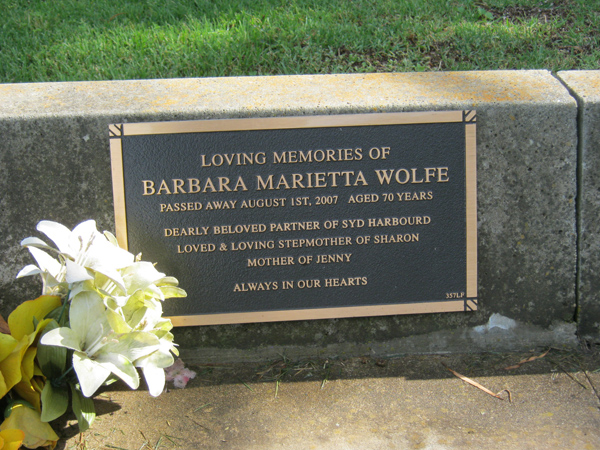 LOVING MEMORIES OF
BARBARA MARIETTA WOLFE
PASSED AWAY AUGUST 1ST, 2007 AGED 70 YEARS
DEARLY BELOVED PARTNER OF SYD HARBOURD
LOVED & LOVING STEPMOTHER OF SHARON
MOTHER OF JENNY
ALWAYS IN OUR HEARTS
337LP